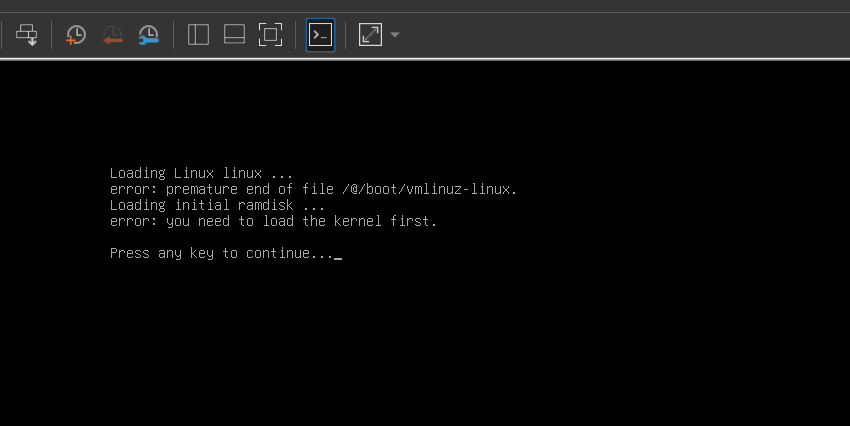 Loading Linux linux ...
error: premature end of file /@/boot/vmlinuz-linux.
Loading initial ramdisk ...
error: you need to load the kernel first.
Press any key to continue..._